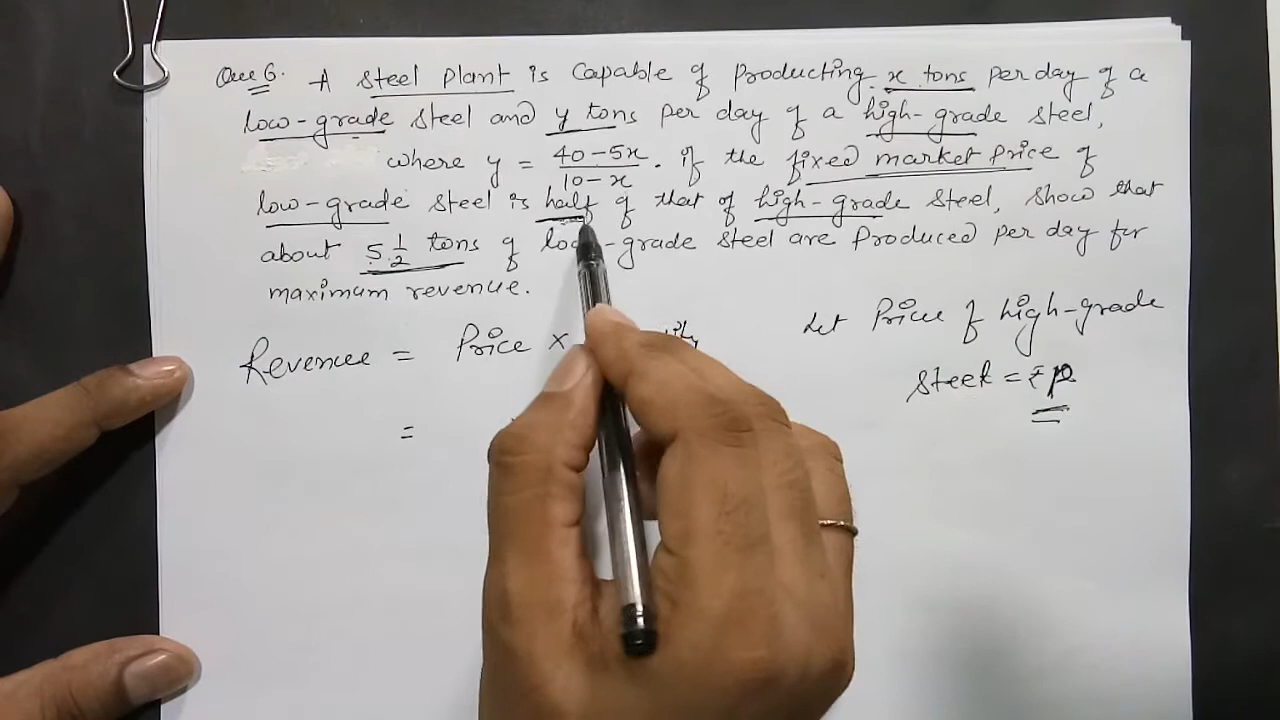 Que 6. A steel plant is capable of producting x tons per day of a
low-grade steel and y tons per day of a high-grade steel,
where y = 40-5x / 10-x . if the fixed market price of
low-grade steel is half of that of high-grade steel, show that
about 5 1/2 tons of low-grade steel are produced per day for
maximum revenue.
Let Price of high-grade
steel = ₹p
Revenue = Price ×
=